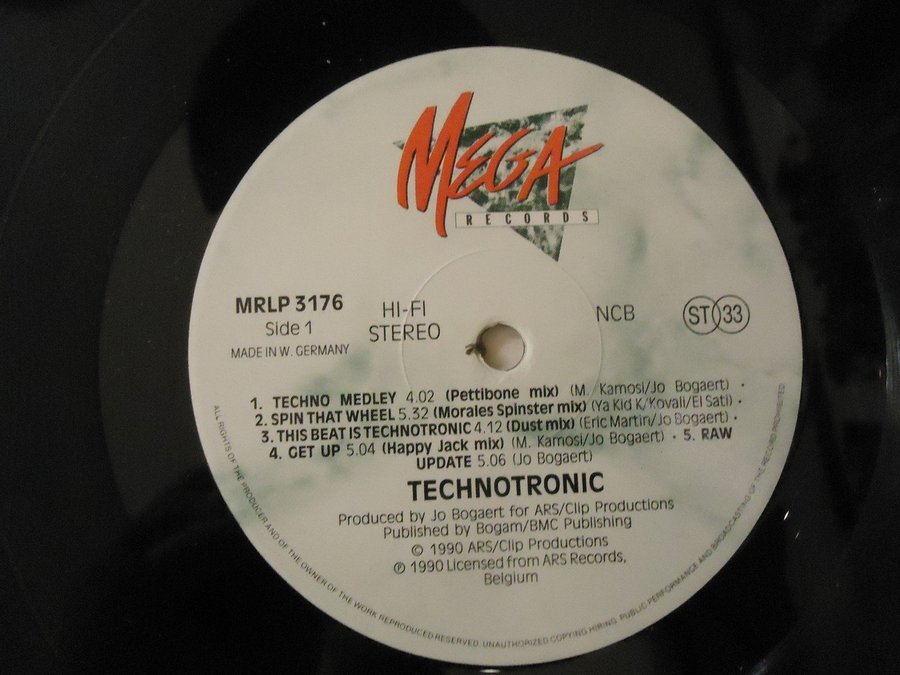 MEGA
RECORDS
MRLP 3176
Side 1
MADE IN W. GERMANY
HI-FI
STEREO
NCB
ST 33
1. TECHNO MEDLEY 4.02 (Pettibone mix) (M. Kamosi/Jo Bogaert) •
2. SPIN THAT WHEEL 5.32 (Morales Spinster mix) (Ya Kid K/Kovali/El Sati) •
3. THIS BEAT IS TECHNOTRONIC 4.12 (Dust mix) (Eric Martin/Jo Bogaert) •
4. GET UP 5.04 (Happy Jack mix) (M. Kamosi/Jo Bogaert) • 5. RAW
UPDATE 5.06 (Jo Bogaert)
TECHNOTRONIC
Produced by Jo Bogaert for ARS/Clip Productions
Published by Bogam/BMC Publishing
© 1990 ARS/Clip Productions
℗ 1990 Licensed from ARS Records,
Belgium
ALL RIGHTS OF THE PRODUCER AND OF THE OWNER OF THE WORK REPRODUCED RESERVED. UNAUTHORIZED COPYING HIRING. PUBLIC PERFORMANCE AND BROADCASTING OF THE RECORD PROHIBITED